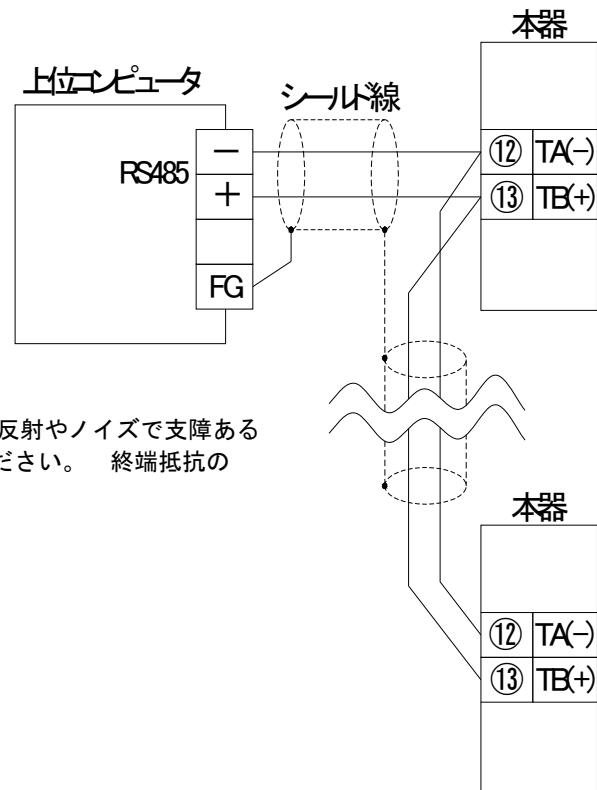 本器
上位コンピュータ
シールド線
RS485
－
＋
FG
⑫ TA(-)
⑬ TB(+)
反射やノイズで支障ある
ださい。　終端抵抗の
本器
⑫ TA(-)
⑬ TB(+)